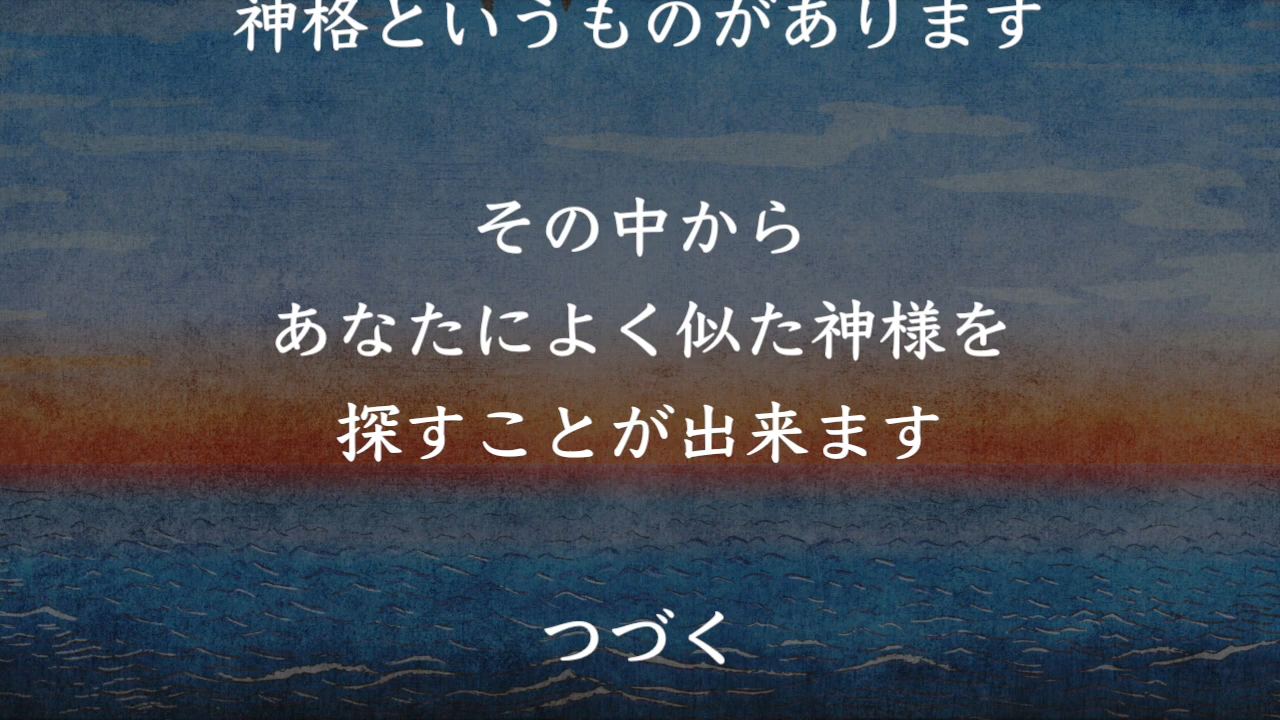 神格というものがあります
その中から
あなたによく似た神様を
探すことが出来ます
つづく